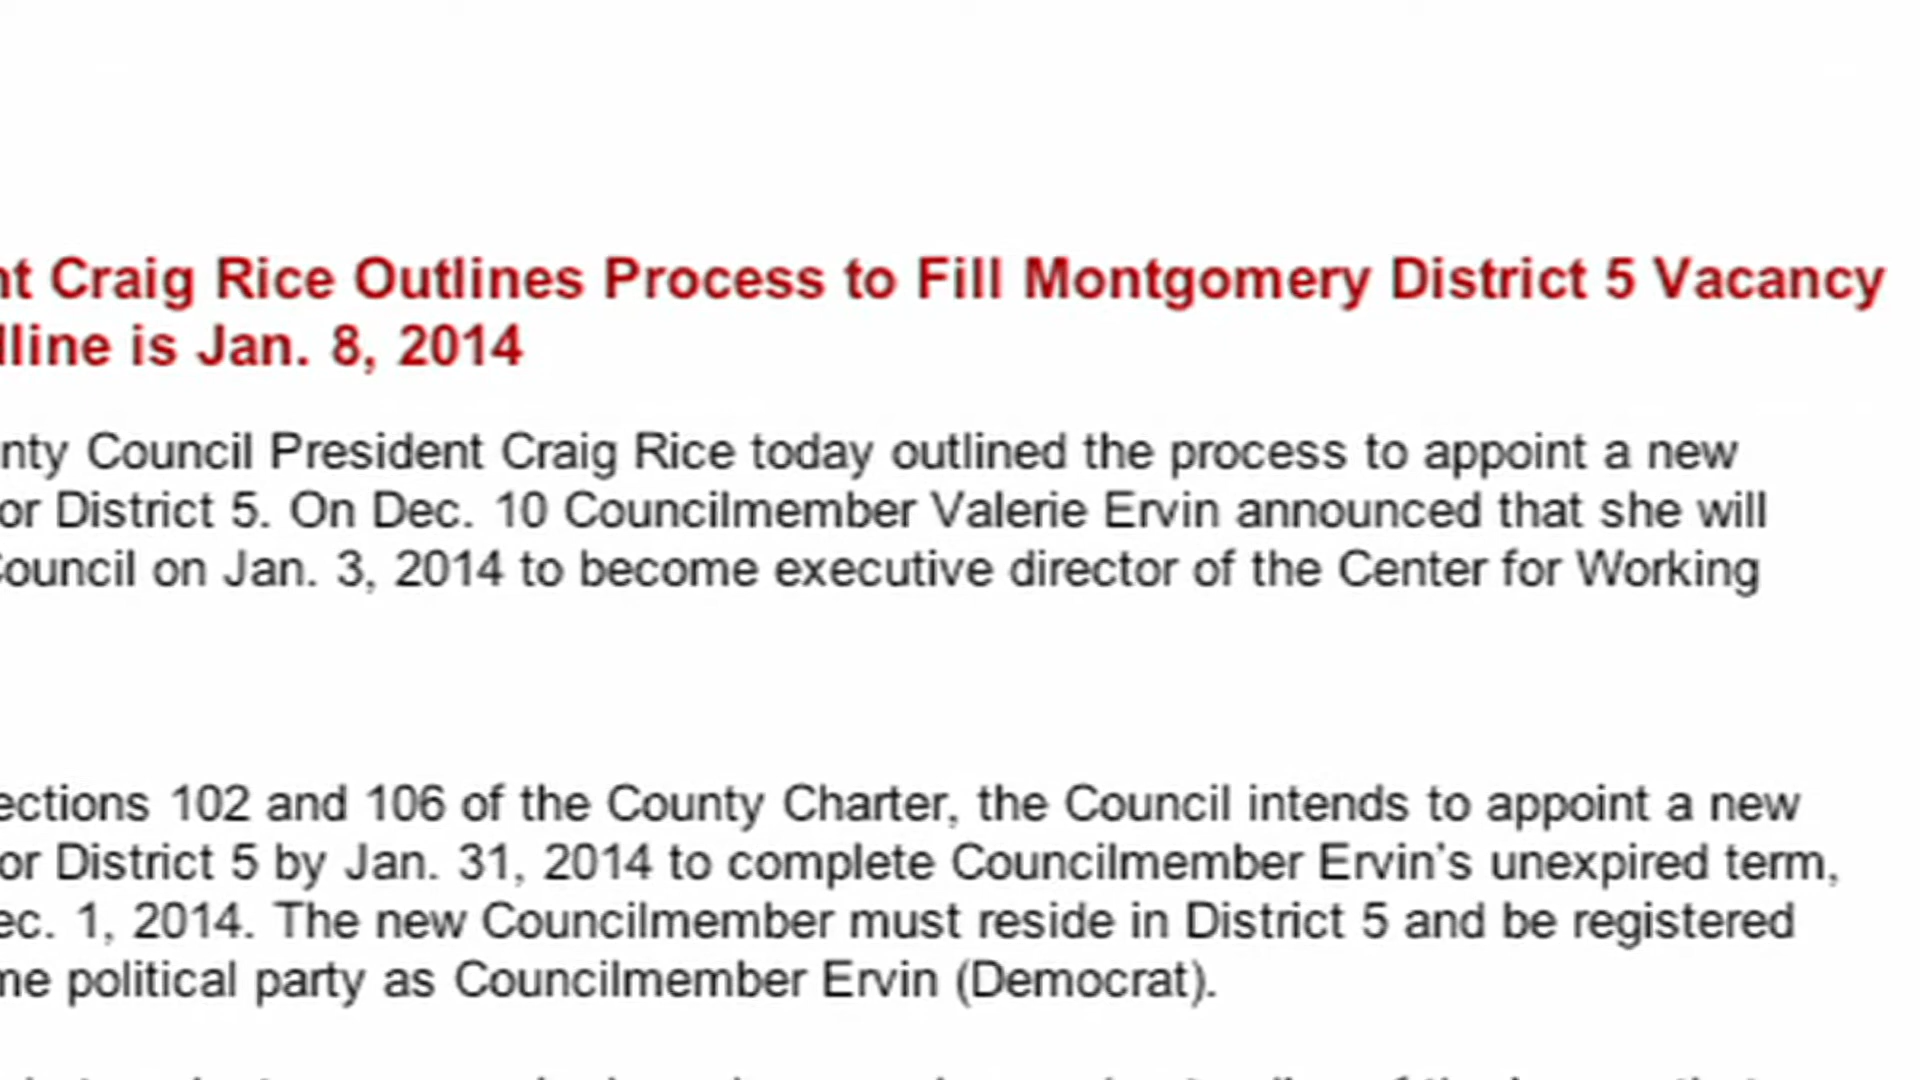 nt Craig Rice Outlines Process to Fill Montgomery District 5 Vacancy
lline is Jan. 8, 2014
nty Council President Craig Rice today outlined the process to appoint a new
or District 5. On Dec. 10 Councilmember Valerie Ervin announced that she will
Council on Jan. 3, 2014 to become executive director of the Center for Working
ections 102 and 106 of the County Charter, the Council intends to appoint a new
or District 5 by Jan. 31, 2014 to complete Councilmember Ervin's unexpired term,
ec. 1, 2014. The new Councilmember must reside in District 5 and be registered
me political party as Councilmember Ervin (Democrat).